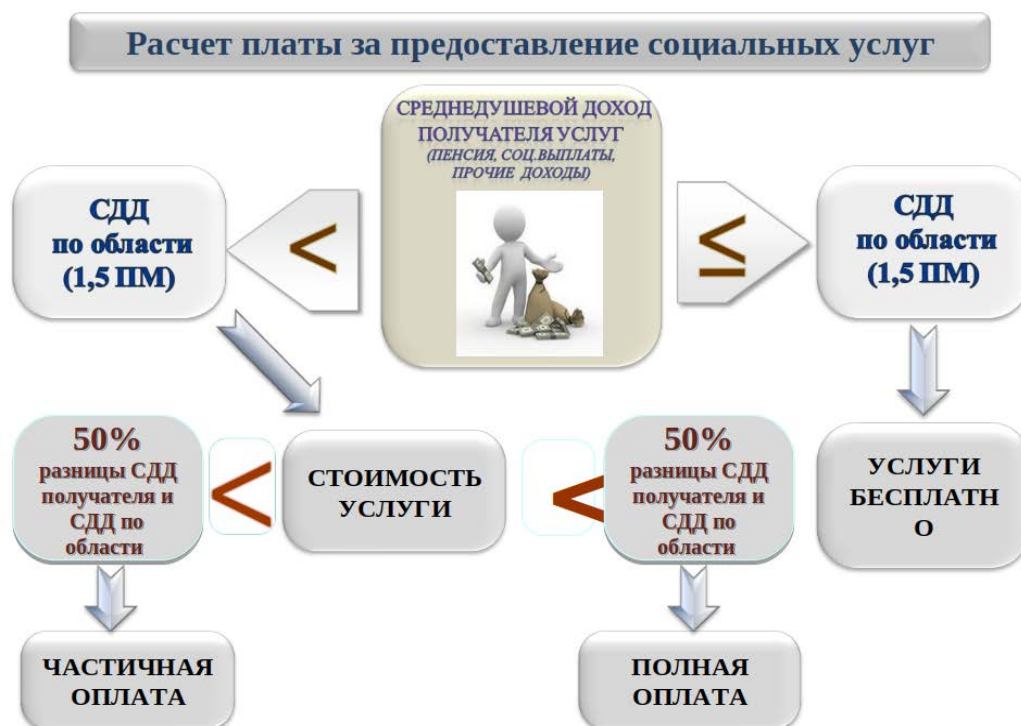 Расчет платы за предоставление социальных услуг
СРЕДНЕДУШЕВОЙ ДОХОД
ПОЛУЧАТЕЛЯ УСЛУГ
(ПЕНСИЯ, СОЦ.ВЫПЛАТЫ,
ПРОЧИЕ ДОХОДЫ)
СДД
по области
(1,5 ПМ)
<
≤
СДД
по области
(1,5 ПМ)
50%
разницы СДД
получателя и
СДД по
области
<
СТОИМОСТЬ
УСЛУГИ
<
50%
разницы СДД
получателя и
СДД по
области
УСЛУГИ
БЕСПЛАТН
О
ЧАСТИЧНАЯ
ОПЛАТА
ПОЛНАЯ
ОПЛАТА